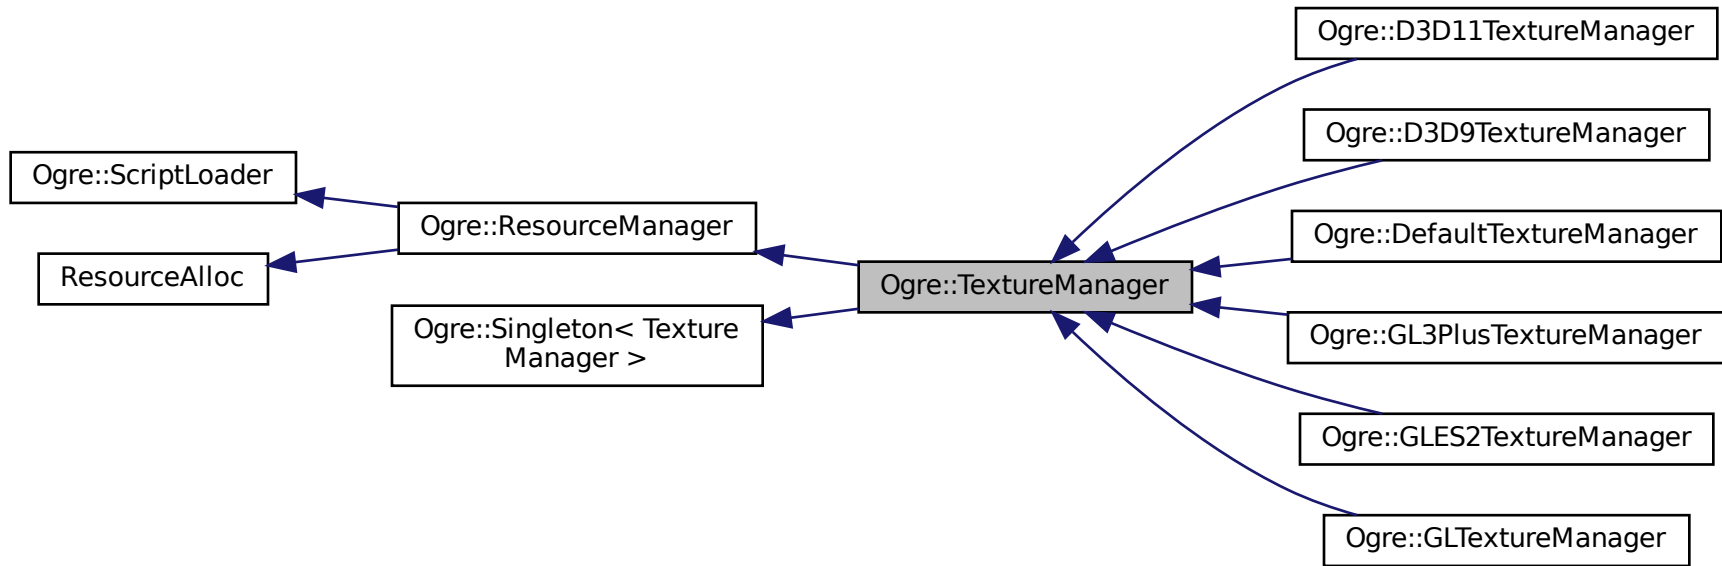 Ogre::D3D11TextureManager
Ogre::D3D9TextureManager
Ogre::ScriptLoader
Ogre::ResourceManager
Ogre::DefaultTextureManager
ResourceAlloc
Ogre::TextureManager
Ogre::Singleton< Texture
Manager >
Ogre::GL3PlusTextureManager
Ogre::GLES2TextureManager
Ogre::GLTextureManager